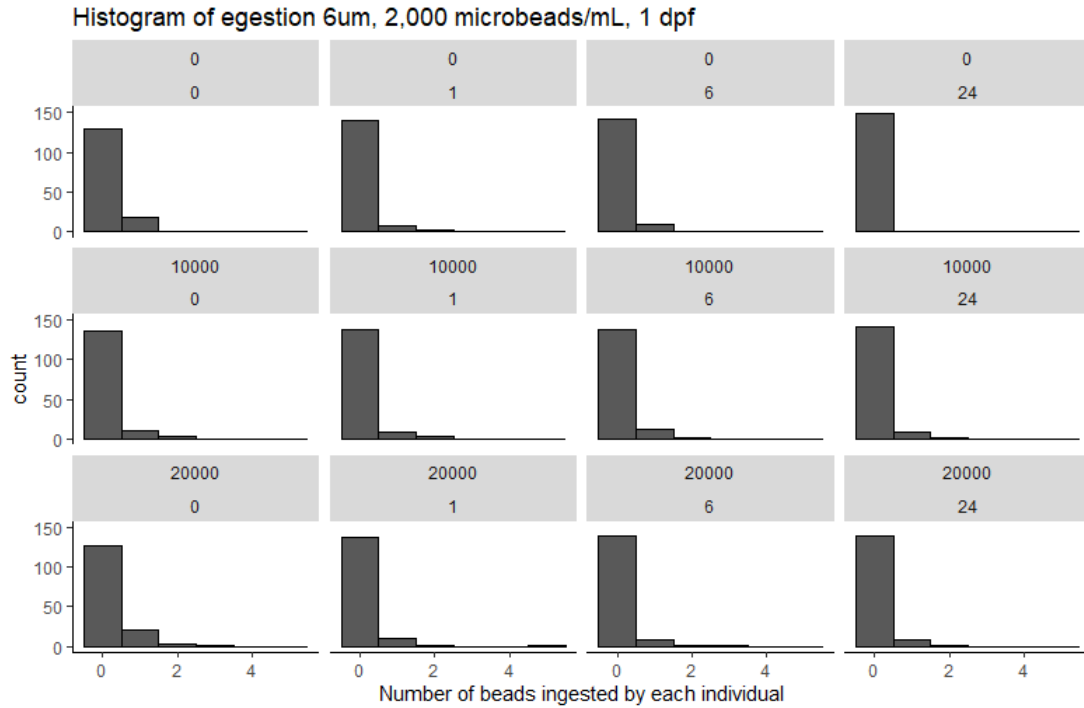 Histogram of egestion 6um, 2,000 microbeads/mL, 1 dpf
0 0 0 0
0 1 6 24
150
100
50
0
10000 10000 10000 10000
0 1 6 24
150
100
50
0
count
20000 20000 20000 20000
0 1 6 24
150
100
50
0
0 2 4 0 2 4 0 2 4 0 2 4
Number of beads ingested by each individual